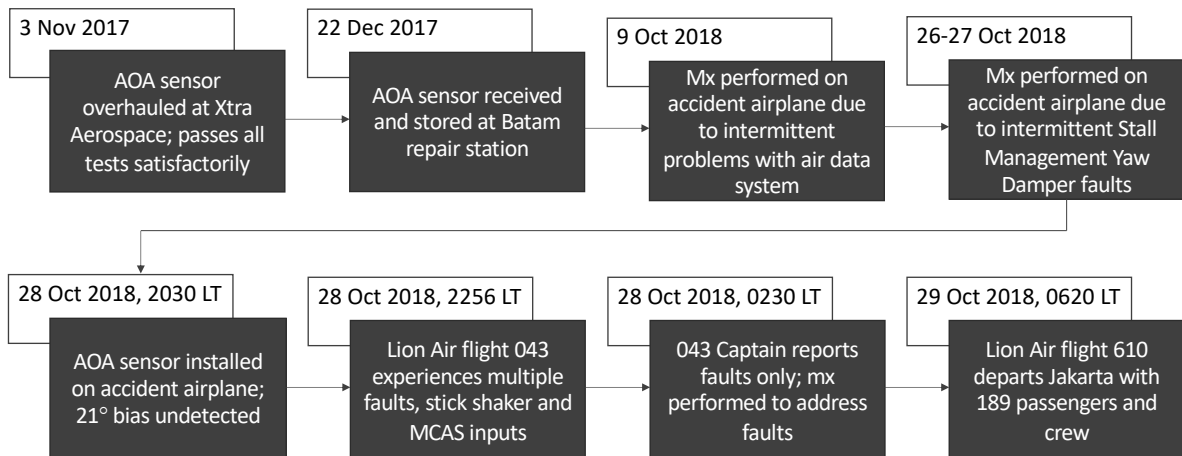 3 Nov 2017
AOA sensor
overhauled at Xtra
Aerospace; passes all
tests satisfactorily
22 Dec 2017
AOA sensor received
and stored at Batam
repair station
9 Oct 2018
Mx performed on
accident airplane due
to intermittent
problems with air data
system
26-27 Oct 2018
Mx performed on
accident airplane due
to intermittent Stall
Management Yaw
Damper faults
28 Oct 2018, 2030 LT
AOA sensor installed
on accident airplane;
21° bias undetected
28 Oct 2018, 2256 LT
Lion Air flight 043
experiences multiple
faults, stick shaker and
MCAS inputs
28 Oct 2018, 0230 LT
043 Captain reports
faults only; mx
performed to address
faults
29 Oct 2018, 0620 LT
Lion Air flight 610
departs Jakarta with
189 passengers and
crew